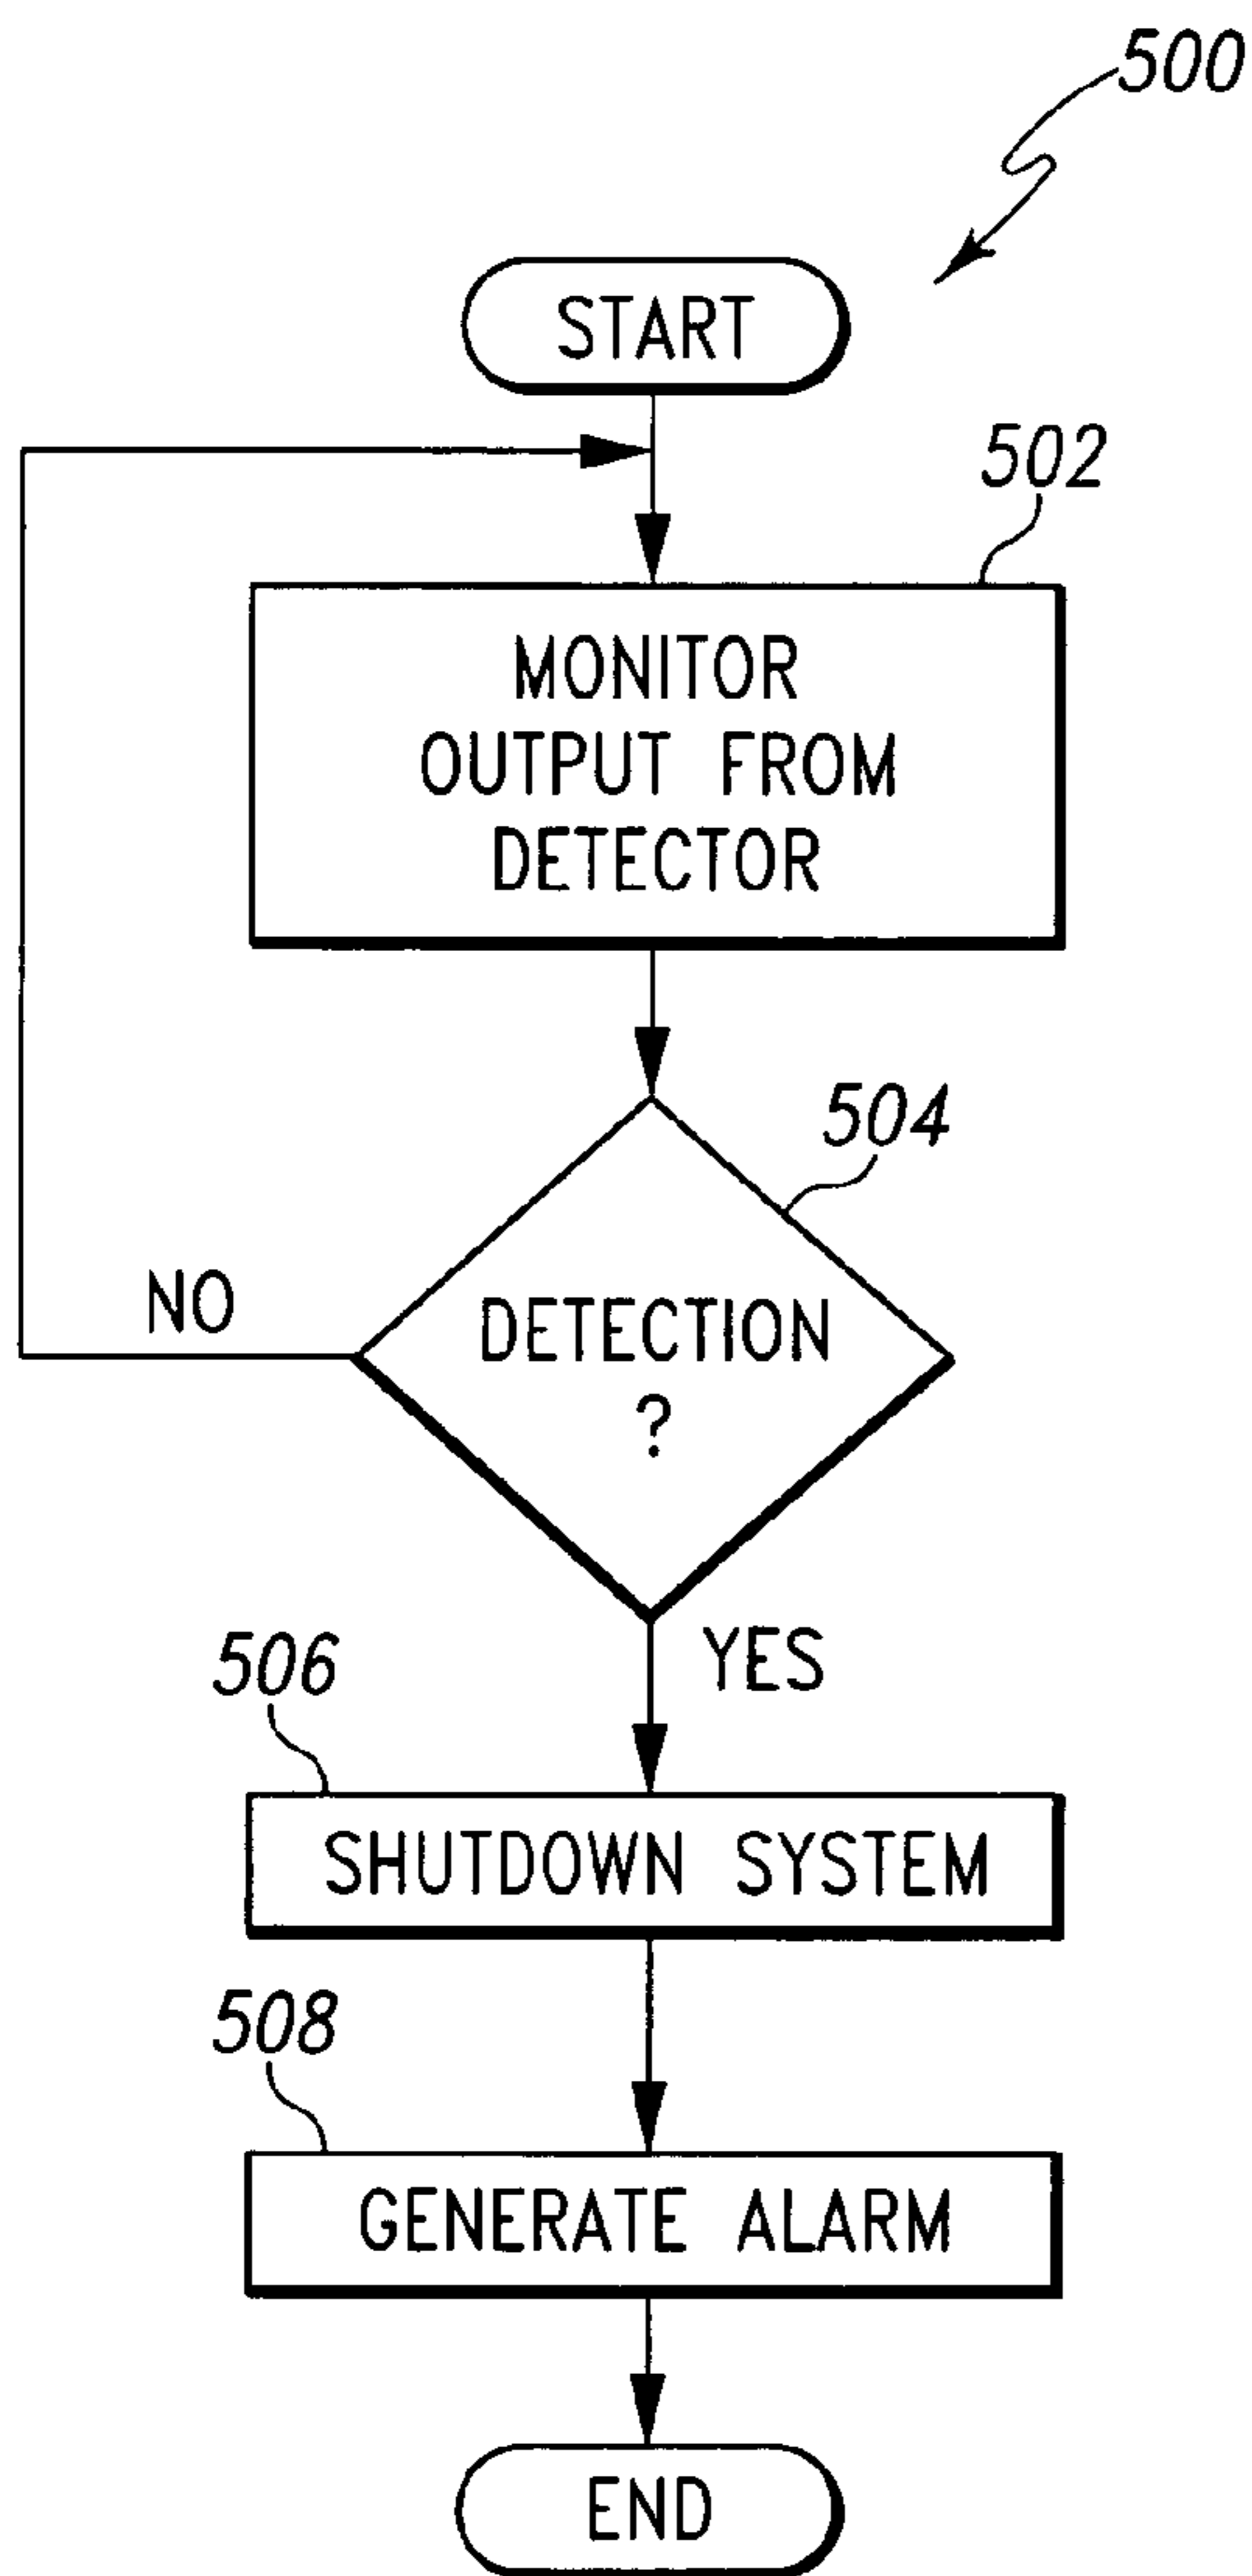 500
START
502
MONITOR
OUTPUT FROM
DETECTOR
504
NO
DETECTION
?
YES
506
SHUTDOWN SYSTEM
508
GENERATE ALARM
END